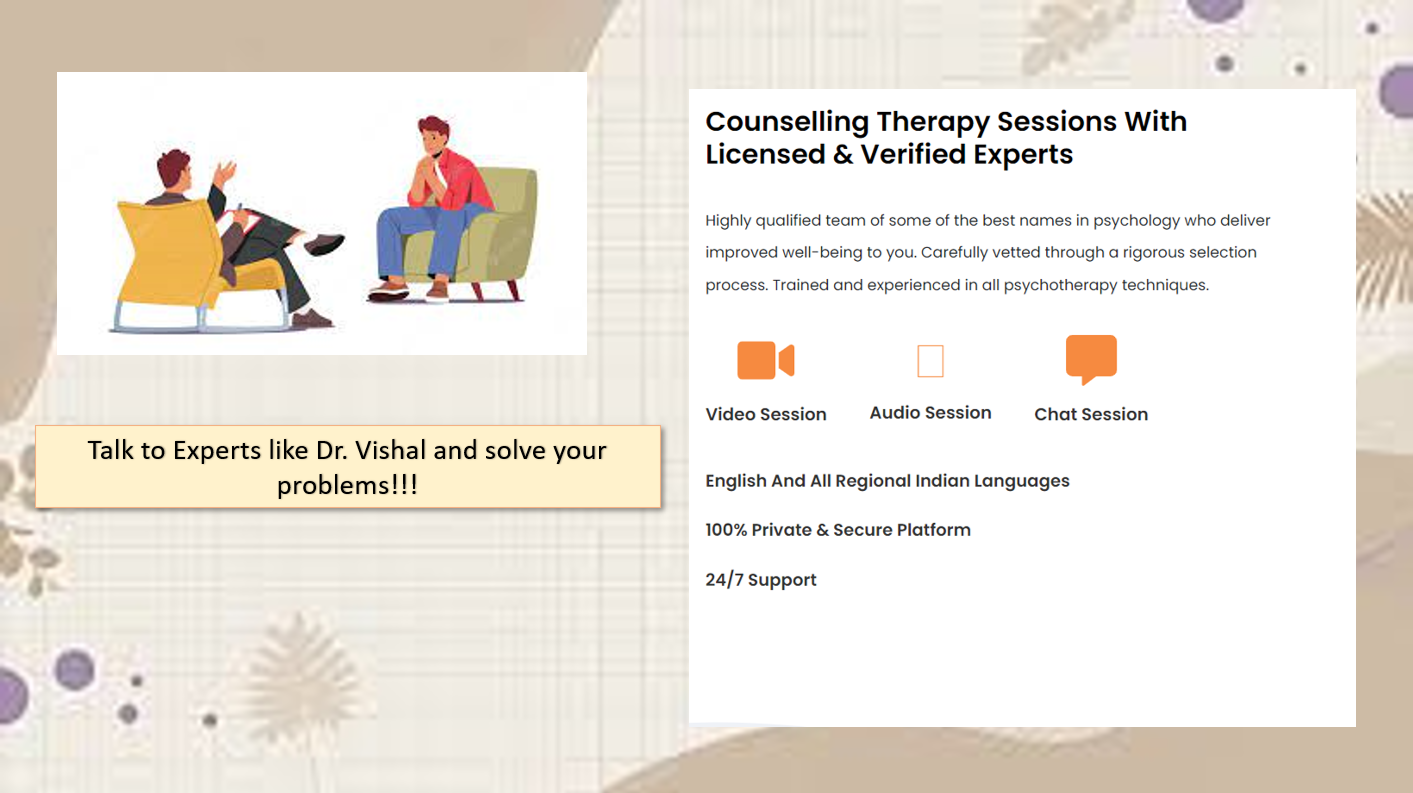 Counselling Therapy Sessions With
Licensed & Verified Experts
Highly qualified team of some of the best names in psychology who deliver
improved well-being to you. Carefully vetted through a rigorous selection
process. Trained and experienced in all psychotherapy techniques.
Video Session
Audio Session
Chat Session
English And All Regional Indian Languages
100% Private & Secure Platform
24/7 Support
Talk to Experts like Dr. Vishal and solve your
problems!!!